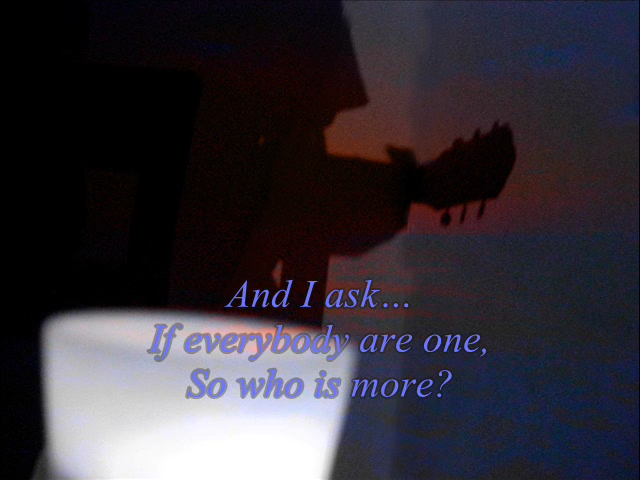 And I ask...
If everybody are one,
So who is more?